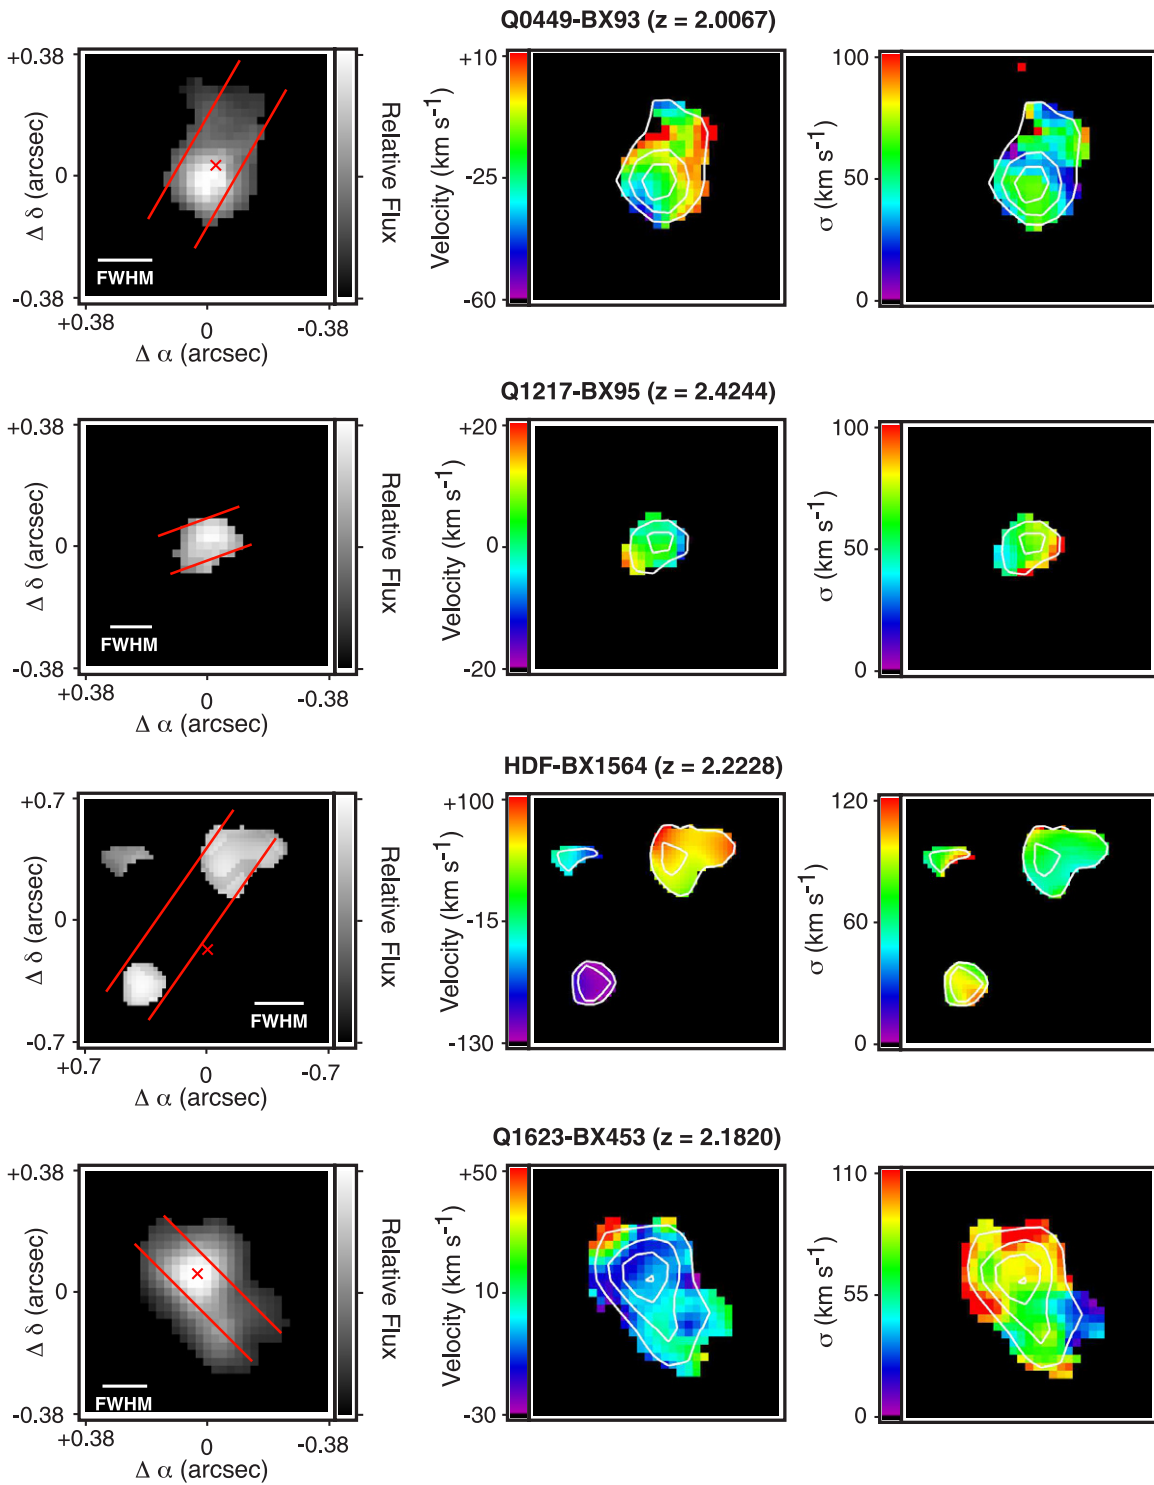 Q0449-BX93 (z = 2.0067)
+0.38
0
-0.38
Δ δ (arcsec)
FWHM
+0.38
0
-0.38
Δ α (arcsec)
Relative Flux
+10
-25
-60
Velocity (km s⁻¹)
100
50
0
σ (km s⁻¹)
Q1217-BX95 (z = 2.4244)
+0.38
0
-0.38
Δ δ (arcsec)
FWHM
+0.38
0
-0.38
Δ α (arcsec)
Relative Flux
+20
0
-20
Velocity (km s⁻¹)
100
50
0
σ (km s⁻¹)
HDF-BX1564 (z = 2.2228)
+0.7
0
-0.7
Δ δ (arcsec)
FWHM
+0.7
0
-0.7
Δ α (arcsec)
Relative Flux
+100
-15
-130
Velocity (km s⁻¹)
120
60
0
σ (km s⁻¹)
Q1623-BX453 (z = 2.1820)
+0.38
0
-0.38
Δ δ (arcsec)
FWHM
+0.38
0
-0.38
Δ α (arcsec)
Relative Flux
+50
10
-30
Velocity (km s⁻¹)
110
55
0
σ (km s⁻¹)